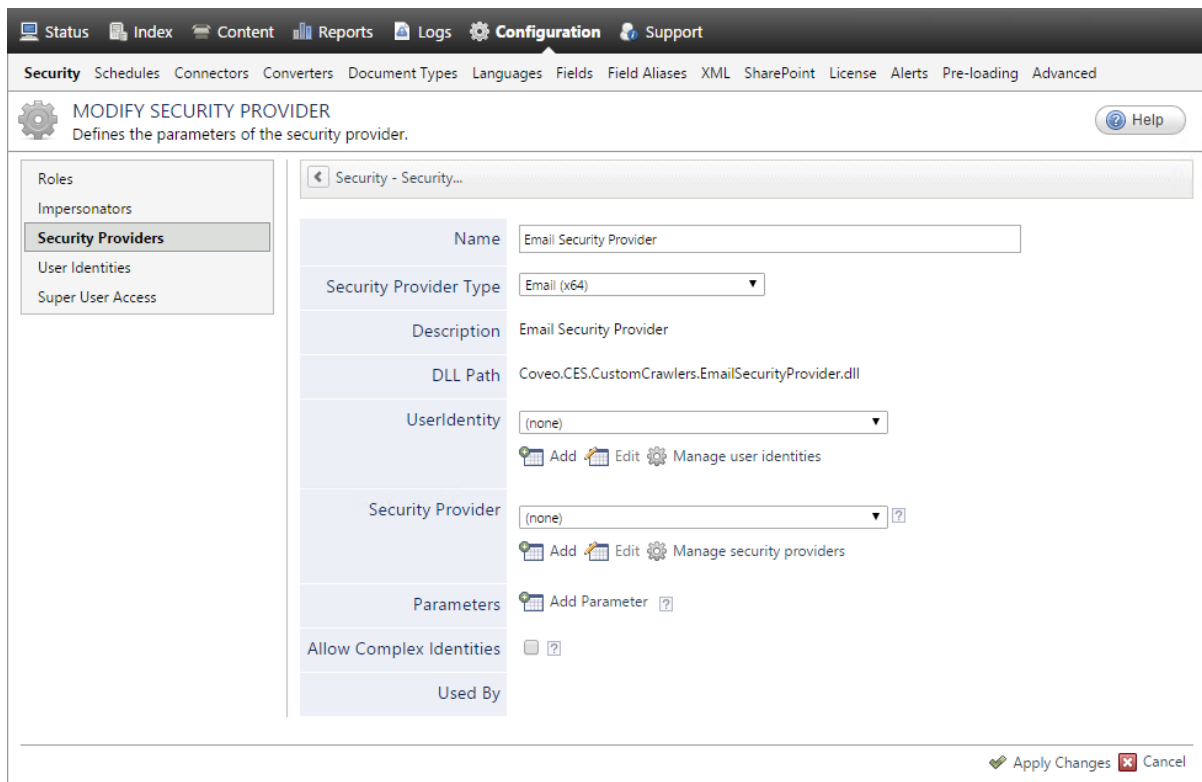 Status Index Content Reports Logs Configuration Support
Security Schedules Connectors Converters Document Types Languages Fields Field Aliases XML SharePoint License Alerts Pre-loading Advanced
MODIFY SECURITY PROVIDER
Defines the parameters of the security provider.
Help
Roles
Impersonators
Security Providers
User Identities
Super User Access
Security - Security...
Name Email Security Provider
Security Provider Type Email (x64)
Description Email Security Provider
DLL Path Coveo.CES.CustomCrawlers.EmailSecurityProvider.dll
UserIdentity (none)
Add Edit Manage user identities
Security Provider (none) ?
Add Edit Manage security providers
Parameters Add Parameter ?
Allow Complex Identities ?
Used By
Apply Changes Cancel